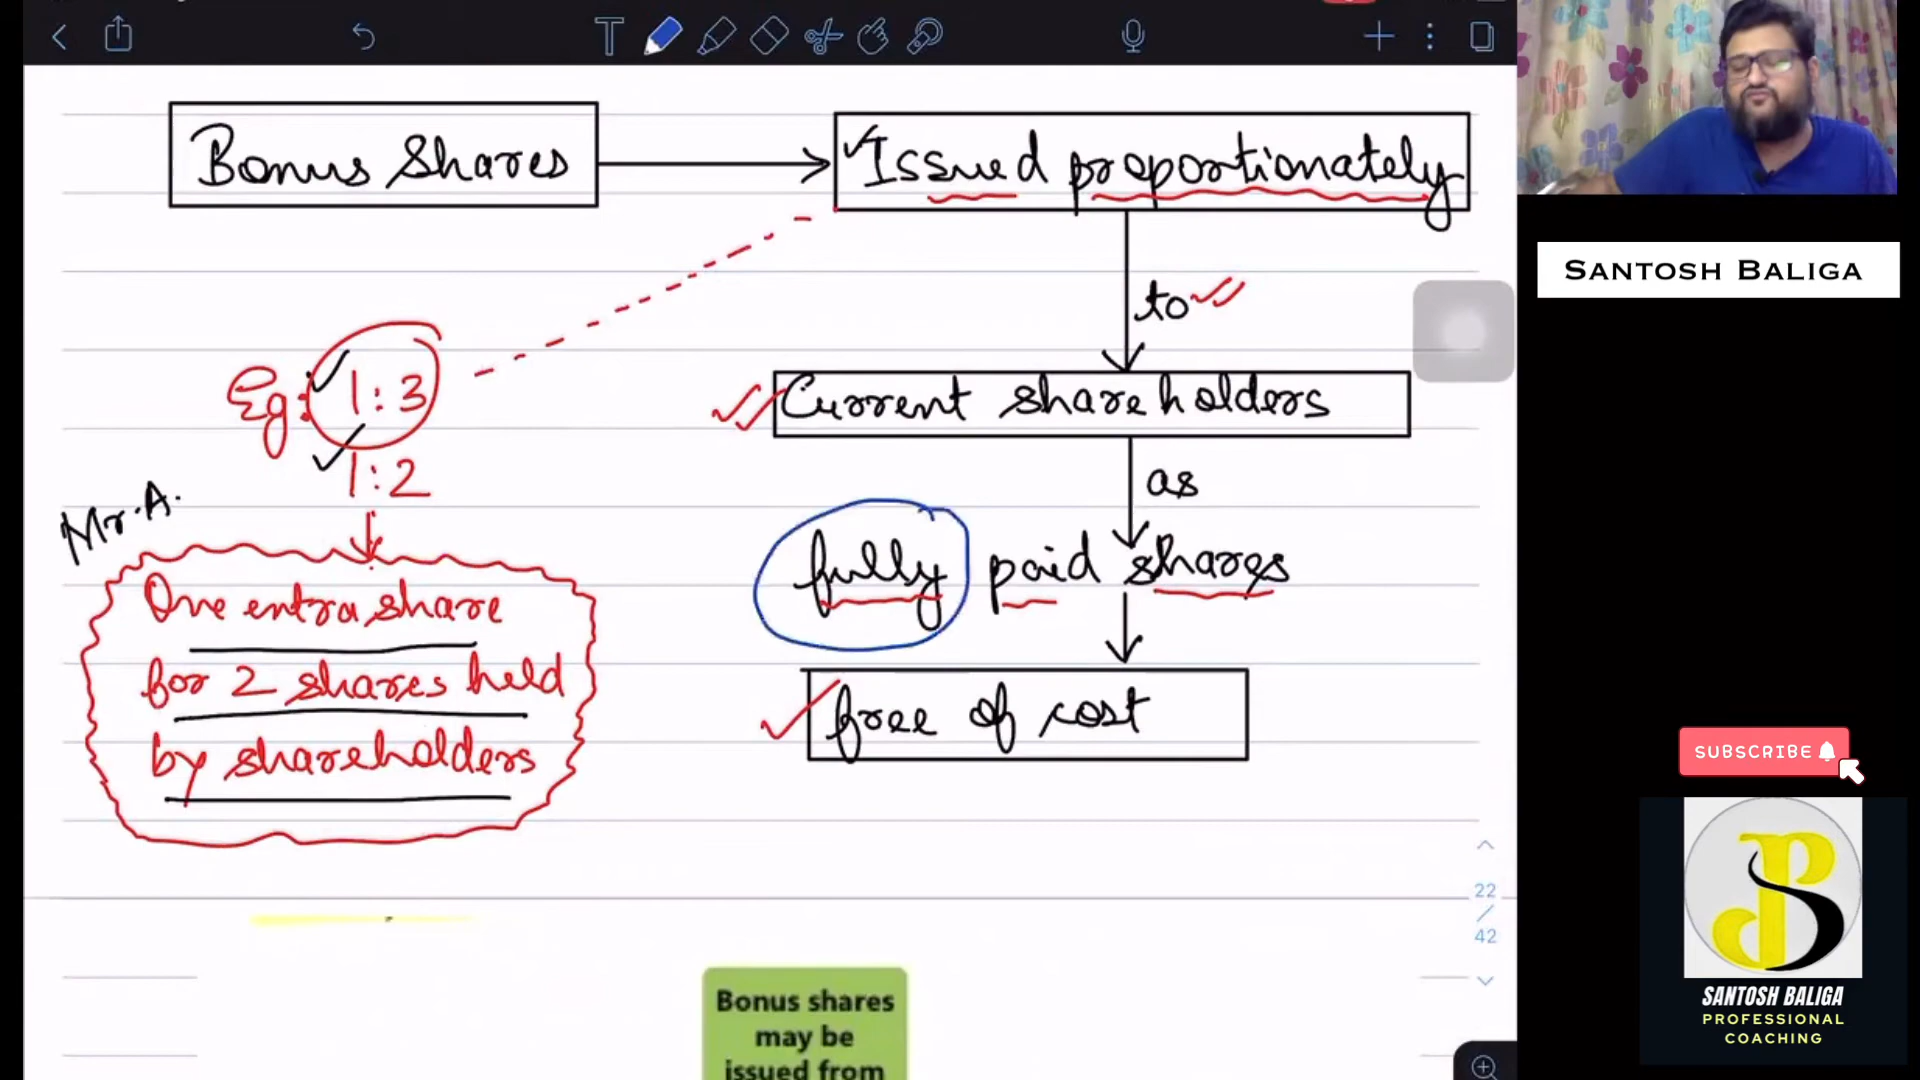 Bonus Shares
Issued proportionately
to
Current shareholders
as
fully paid shares
free of cost
Eg: 1:3
1:2
Mr. A.
One entra share
for 2 shares held
by shareholders
22
/
42
Bonus shares
may be
issued from
SANTOSH BALIGA
SUBSCRIBE
SANTOSH BALIGA
PROFESSIONAL
COACHING